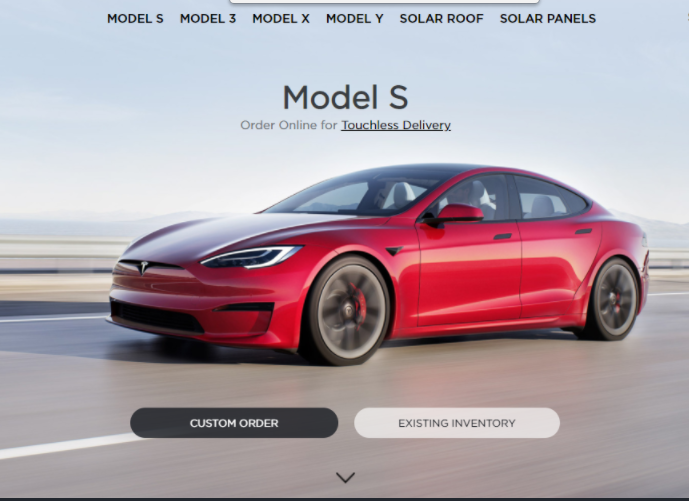 MODEL S MODEL 3 MODEL X MODEL Y SOLAR ROOF SOLAR PANELS
Model S
Order Online for Touchless Delivery
CUSTOM ORDER EXISTING INVENTORY